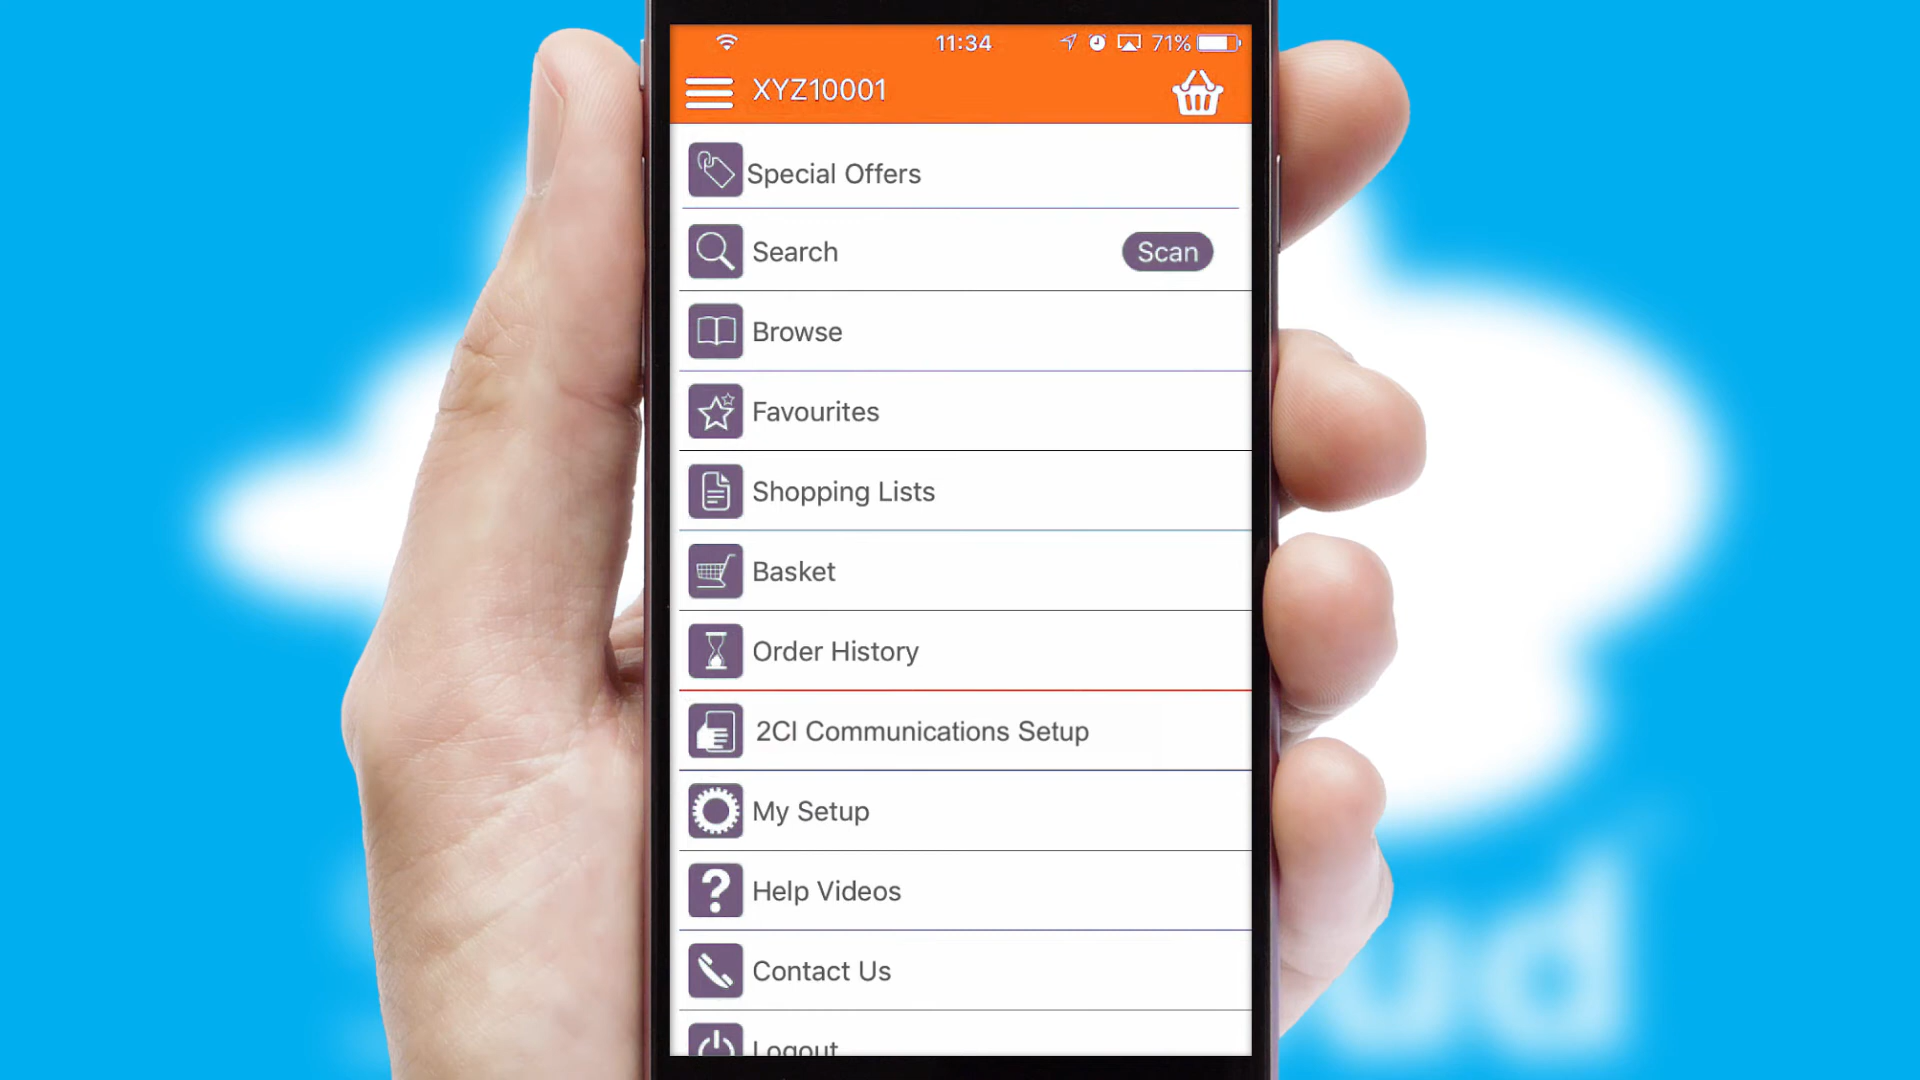 11:34
71%
XYZ10001
Special Offers
Search
Scan
Browse
Favourites
Shopping Lists
Basket
Order History
2CI Communications Setup
My Setup
Help Videos
Contact Us
Logout
ud